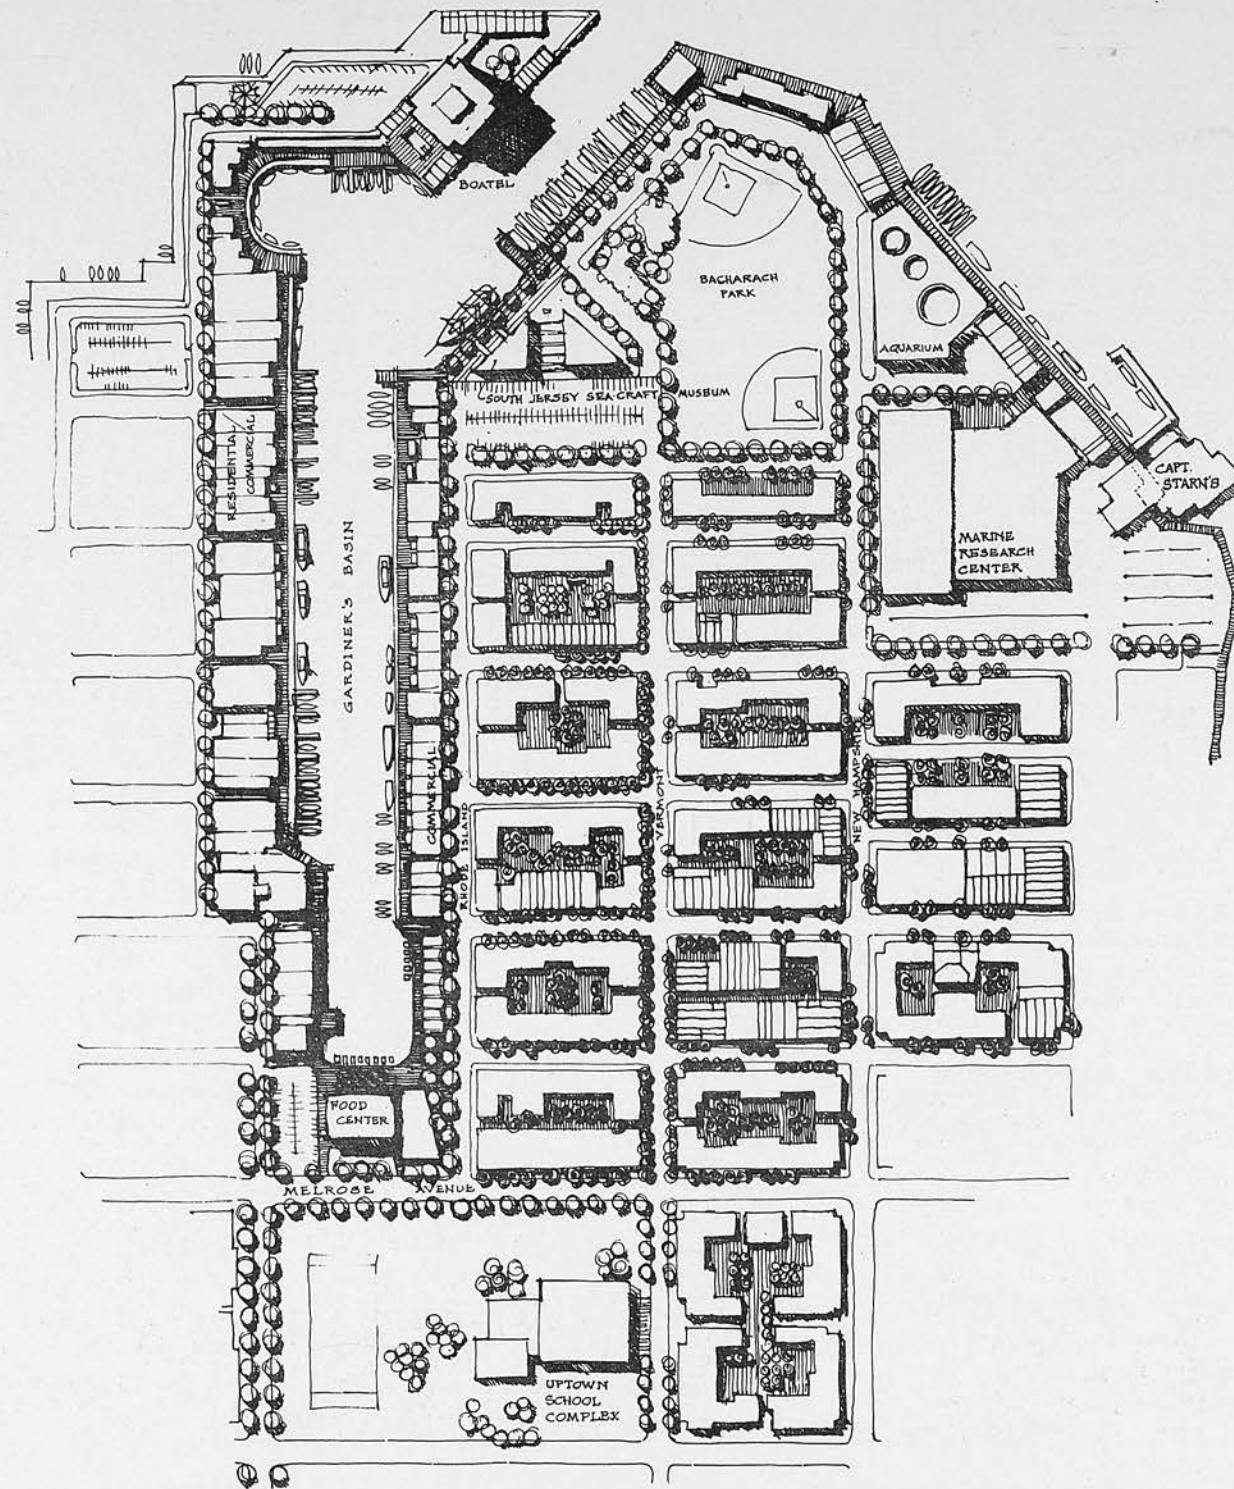 BOATEL
BACHARACH
PARK
AQUARIUM
SOUTH JERSEY SEA-CRAFT MUSEUM
RESIDENTIAL/
COMMERCIAL
CAPT.
STARN'S
GARDINER'S BASIN
MARINE
RESEARCH
CENTER
COMMERCIAL
RHODE ISLAND
VERMONT
NEW HAMPSHIRE
FOOD
CENTER
MELROSE AVENUE
UPTOWN
SCHOOL
COMPLEX